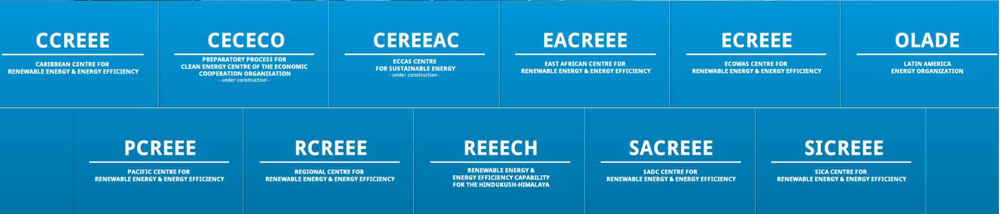 CCREEE
CARIBBEAN CENTRE FOR
RENEWABLE ENERGY & ENERGY EFFICIENCY
CECECO
PREPARATORY PROCESS FOR
CLEAN ENERGY CENTRE OF THE ECONOMIC
COOPERATION ORGANISATION
- under construction -
CEREEAC
ECCAS CENTRE
FOR SUSTAINABLE ENERGY
- under construction -
EACREEE
EAST AFRICAN CENTRE FOR
RENEWABLE ENERGY & ENERGY EFFICIENCY
ECREEE
ECOWAS CENTRE FOR
RENEWABLE ENERGY & ENERGY EFFICIENCY
OLADE
LATIN AMERICA
ENERGY ORGANIZATION
PCREEE
PACIFIC CENTRE FOR
RENEWABLE ENERGY & ENERGY EFFICIENCY
RCREEE
REGIONAL CENTRE FOR
RENEWABLE ENERGY & ENERGY EFFICIENCY
REEECH
RENEWABLE ENERGY &
ENERGY EFFICIENCY CAPABILITY
FOR THE HINDUKUSH-HIMALAYA
SACREEE
SADC CENTRE FOR
RENEWABLE ENERGY & ENERGY EFFICIENCY
SICREEE
SICA CENTRE FOR
RENEWABLE ENERGY & ENERGY EFFICIENCY